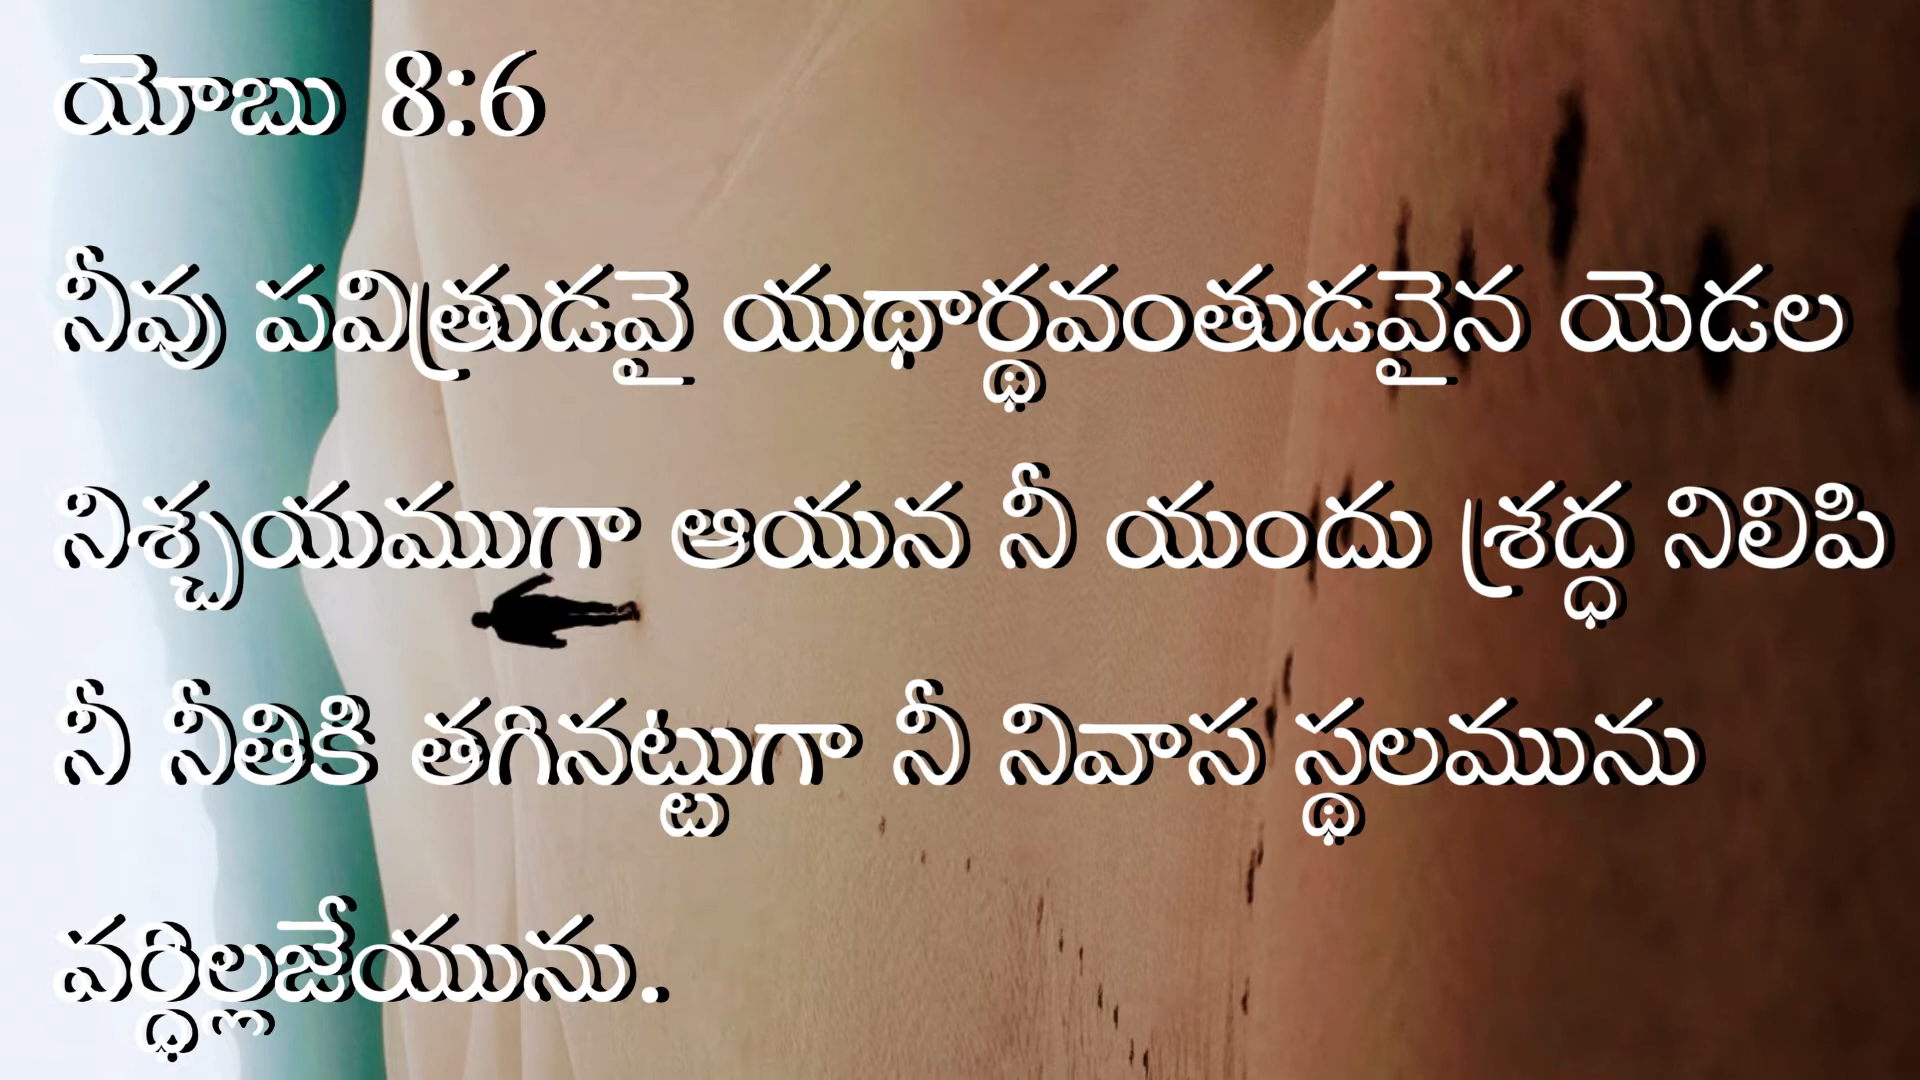 యోబు 8:6
నీవు పవిత్రుడవై యథార్థవంతుడవైన యెడల
నిశ్చయముగా ఆయన నీ యందు శ్రద్ధ నిలిపి
నీ నీతికి తగినట్టుగా నీ నివాస స్థలమును
వర్ధిల్లజేయును.